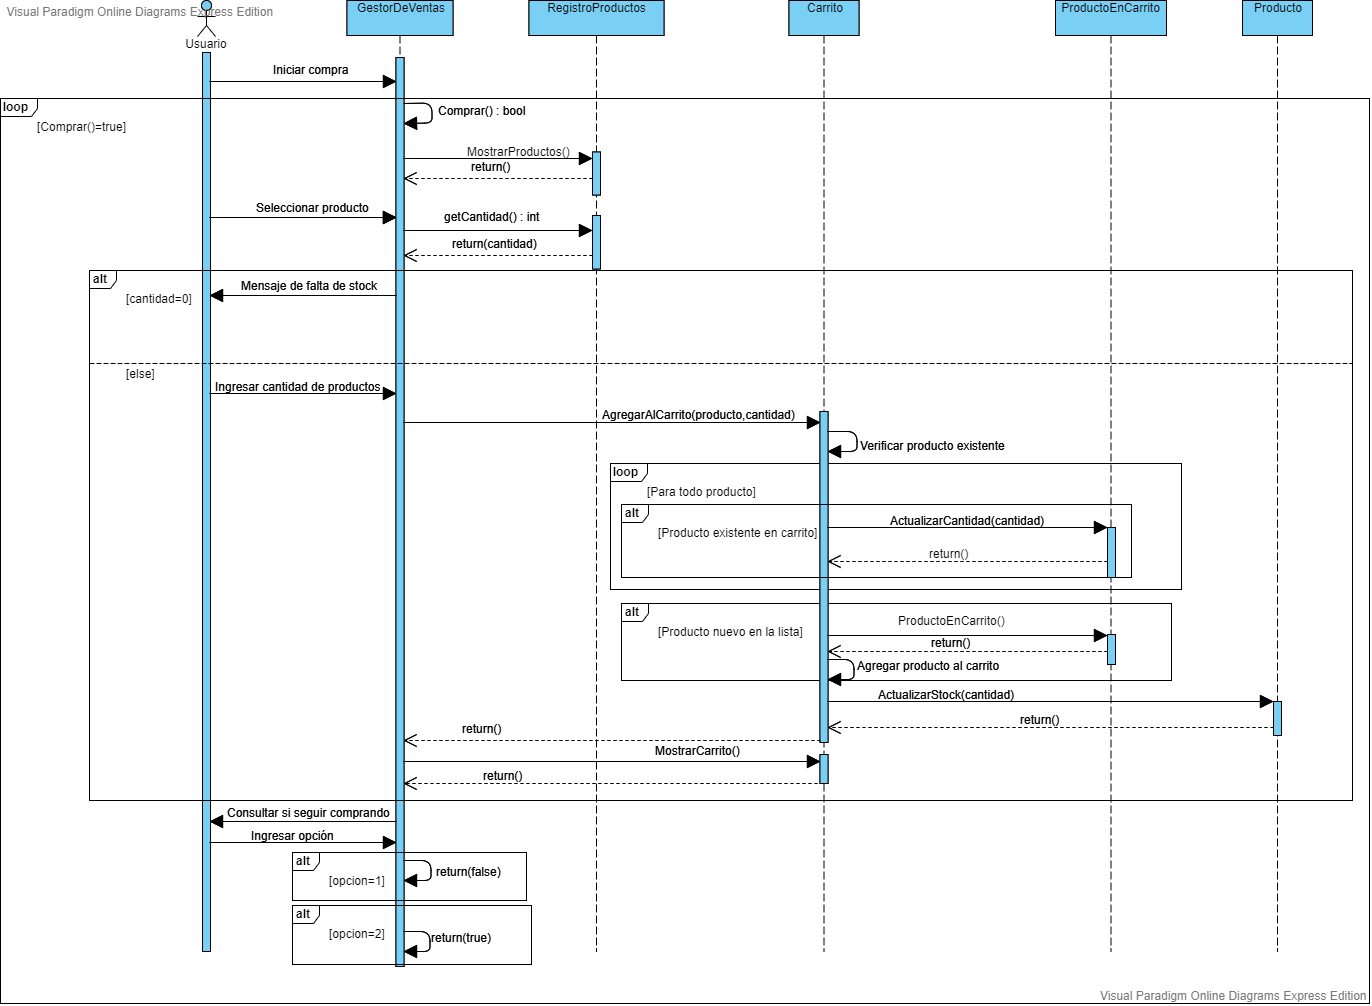 Visual Paradigm Online Diagrams Express Edition
Usuario
GestorDeVentas
RegistroProductos
Carrito
ProductoEnCarrito
Producto
Iniciar compra
loop
[Comprar()=true]
Comprar() : bool
MostrarProductos()
return()
Seleccionar producto
getCantidad() : int
return(cantidad)
alt
[cantidad=0]
Mensaje de falta de stock
[else]
Ingresar cantidad de productos
AgregarAlCarrito(producto,cantidad)
Verificar producto existente
loop
[Para todo producto]
alt
[Producto existente en carrito]
ActualizarCantidad(cantidad)
return()
alt
[Producto nuevo en la lista]
ProductoEnCarrito()
return()
Agregar producto al carrito
ActualizarStock(cantidad)
return()
return()
MostrarCarrito()
return()
Consultar si seguir comprando
Ingresar opción
alt
[opcion=1]
return(false)
alt
[opcion=2]
return(true)
Visual Paradigm Online Diagrams Express Edition